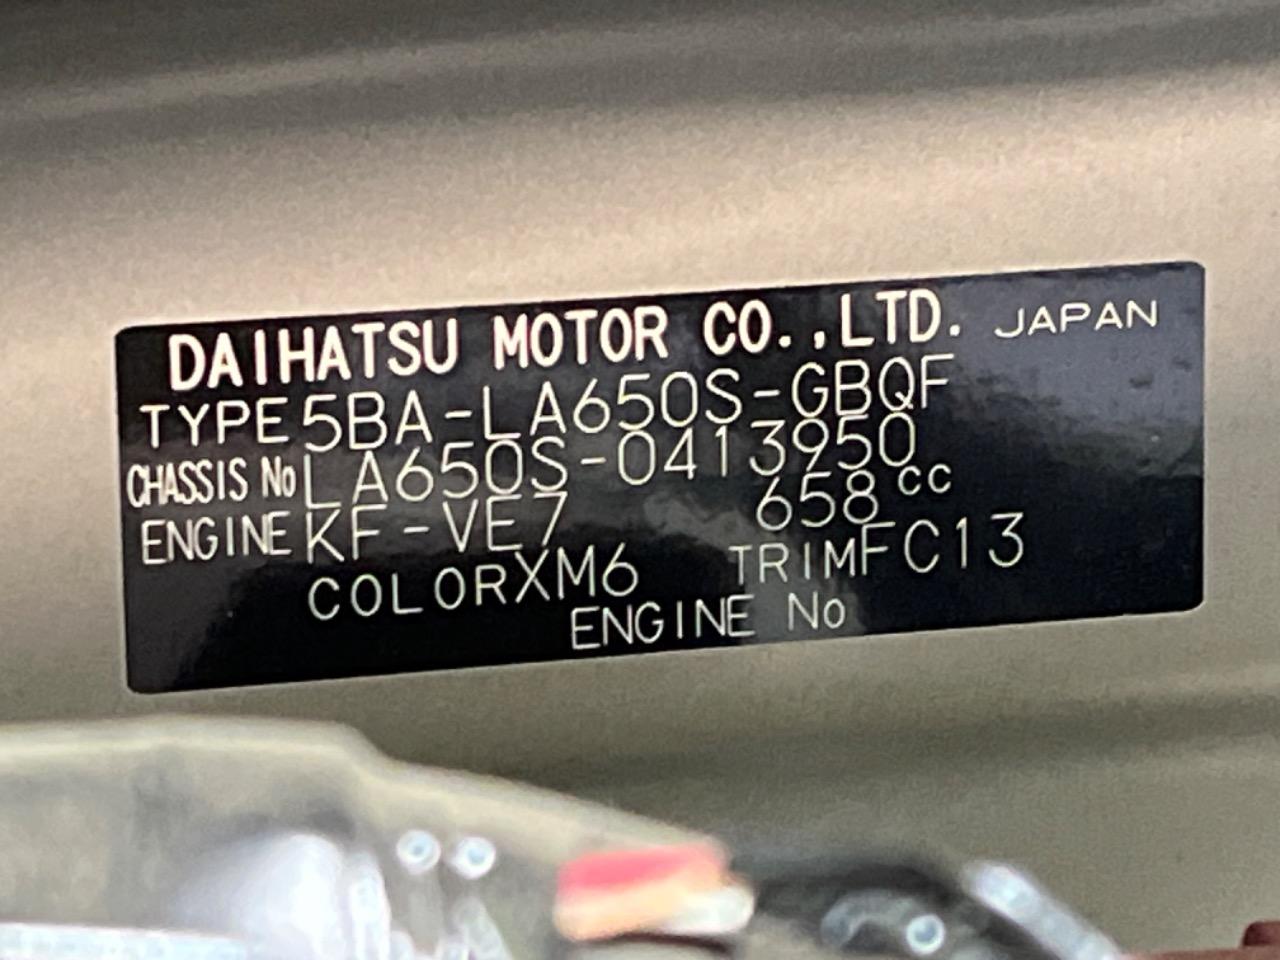 DAIHATSU MOTOR CO.,LTD. JAPAN
TYPE 5BA-LA650S-GBQF
CHASSIS No LA650S-0413950
ENGINE KF-VE7 658cc
COLOR XM6 TRIM FC13
ENGINE No